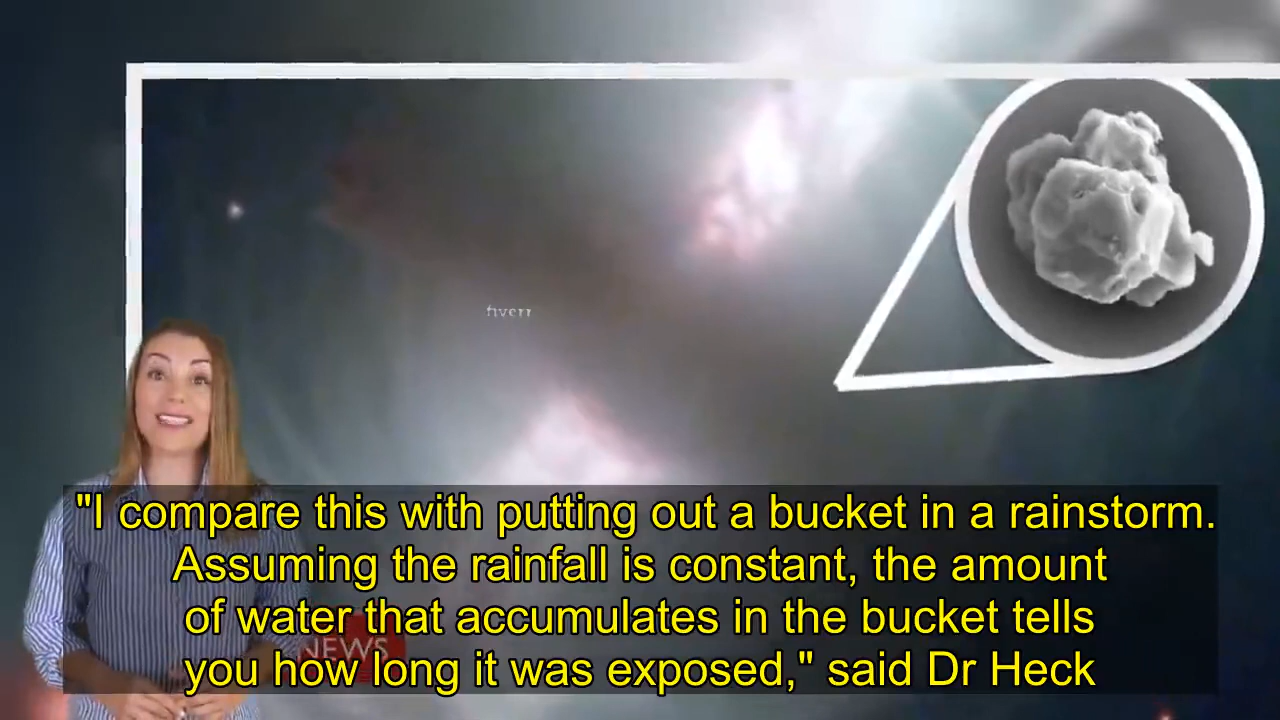 fiverr
"I compare this with putting out a bucket in a rainstorm.
Assuming the rainfall is constant, the amount
of water that accumulates in the bucket tells
NEWS
you how long it was exposed," said Dr Heck